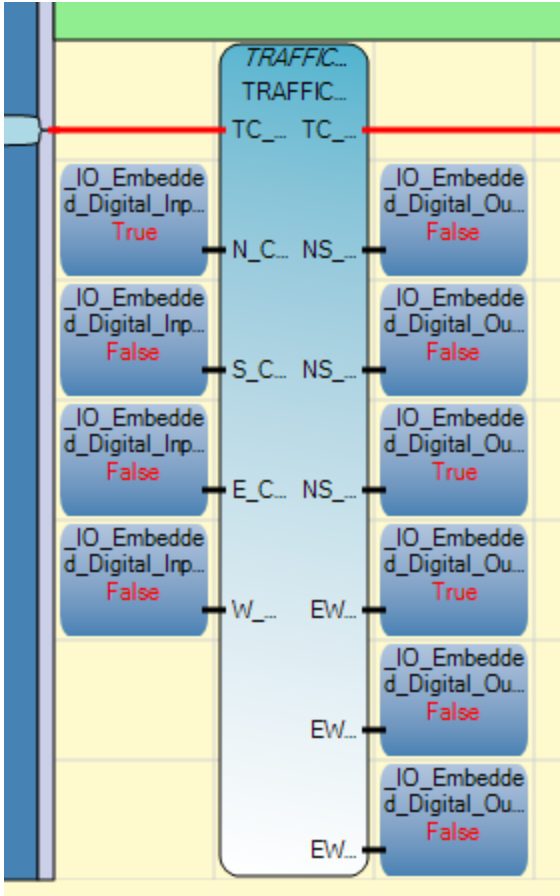 TRAFFIC...
TRAFFIC...
TC_... TC_...
_IO_Embedde
d_Digital_Inp...
True
N_C... NS_...
_IO_Embedde
d_Digital_Ou...
False
_IO_Embedde
d_Digital_Inp...
False
S_C... NS_...
_IO_Embedde
d_Digital_Ou...
False
_IO_Embedde
d_Digital_Inp...
False
E_C... NS_...
_IO_Embedde
d_Digital_Ou...
True
_IO_Embedde
d_Digital_Inp...
False
W_... EW...
_IO_Embedde
d_Digital_Ou...
True
EW...
_IO_Embedde
d_Digital_Ou...
False
EW...
_IO_Embedde
d_Digital_Ou...
False